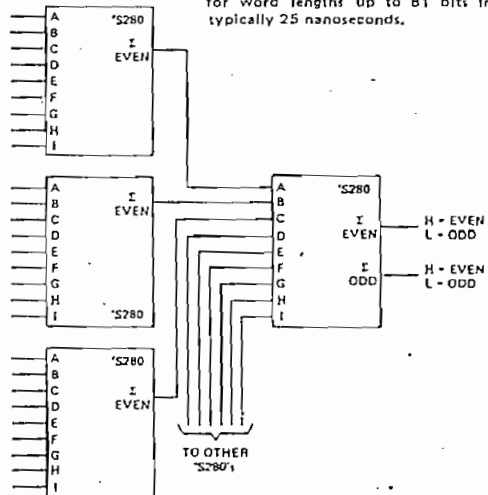 for word lengths up to 81 bits in
typically 25 nanoseconds.
A
B
C
D
E
F
G
H
I
'S280
Σ
EVEN
A
B
C
D
E
F
G
H
I
Σ
EVEN
'S280
A
B
C
D
E
F
G
H
I
'S280
Σ
EVEN
A
B
C
D
E
F
G
H
I
'S280
Σ
EVEN
Σ
ODD
H - EVEN
L - ODD
H - EVEN
L - ODD
TO OTHER
'S280's